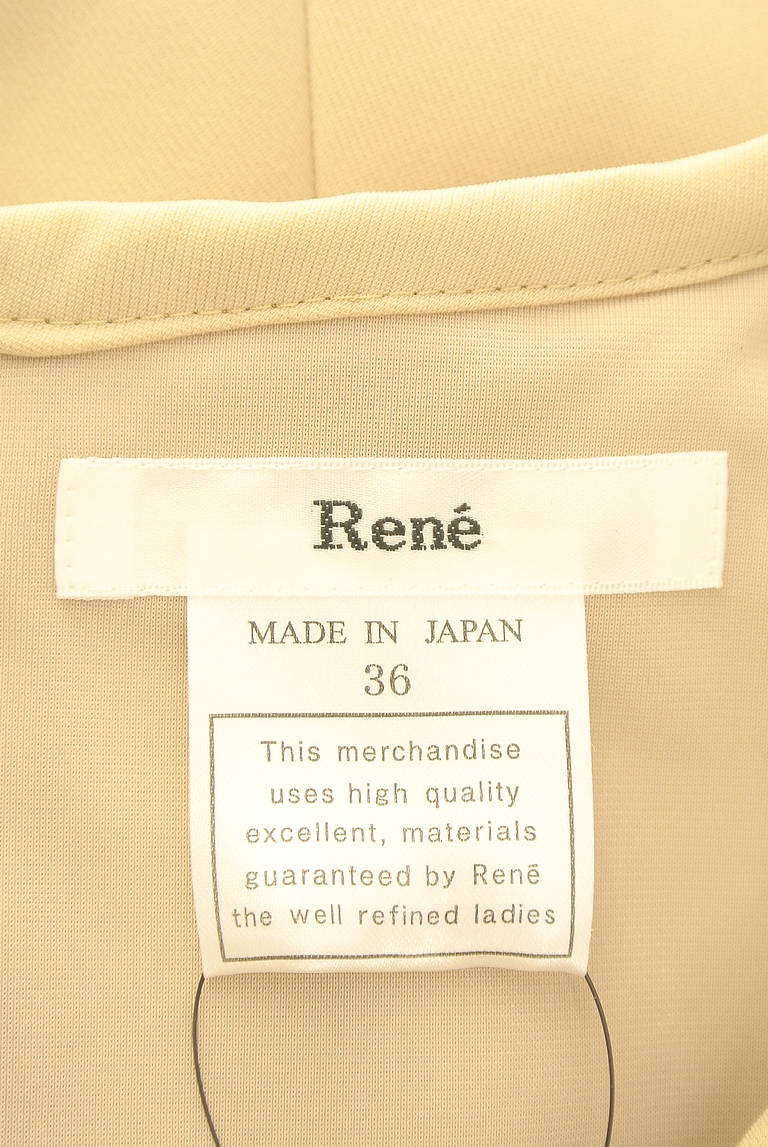 René
MADE IN JAPAN
36
This merchandise
uses high quality
excellent, materials
guaranteed by René
the well refined ladies